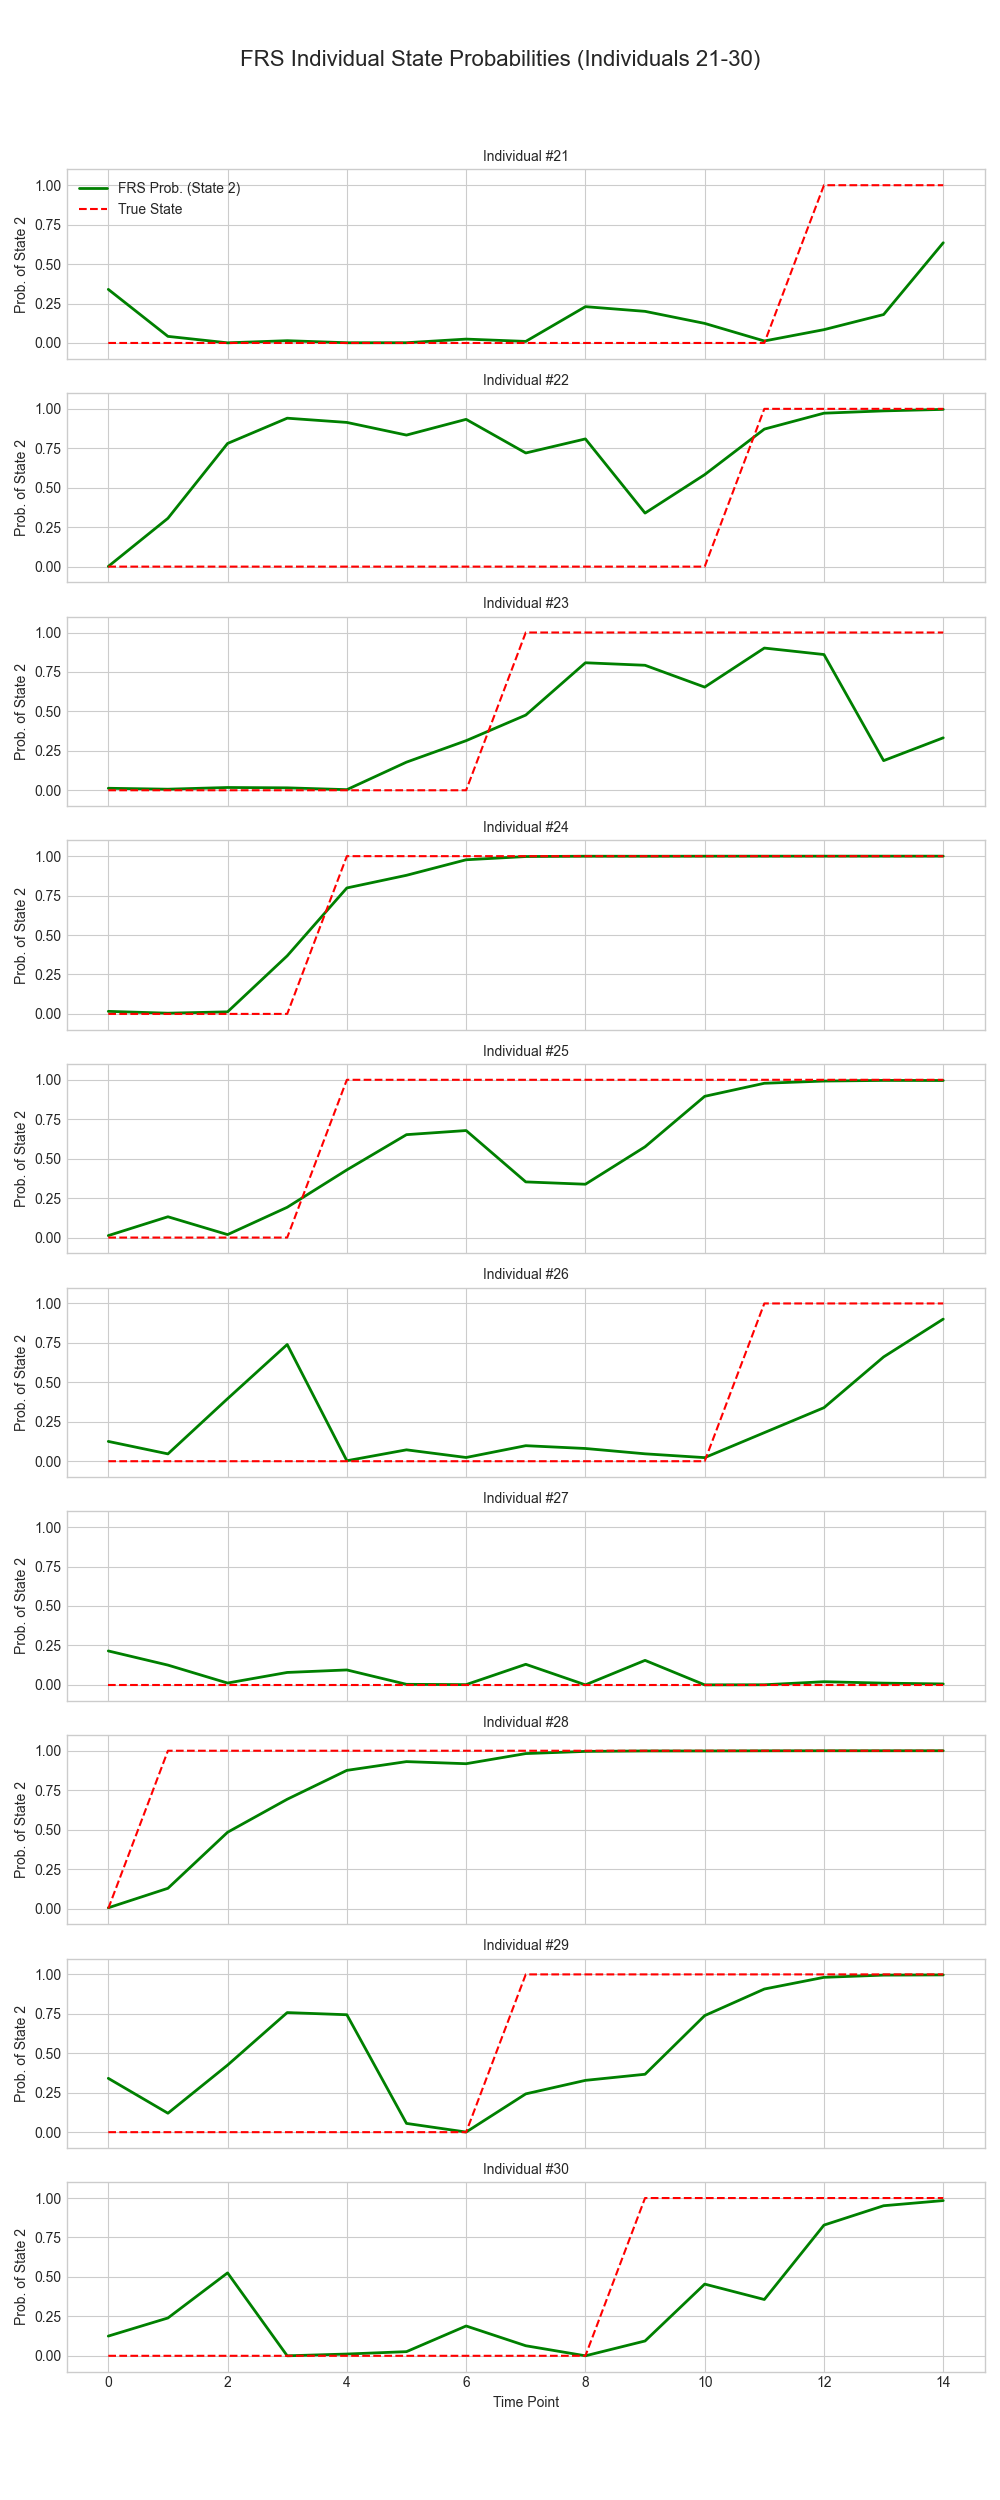 FRS Individual State Probabilities (Individuals 21-30)
Individual #21
FRS Prob. (State 2)
True State
Prob. of State 2
1.00
0.75
0.50
0.25
0.00
Individual #22
Prob. of State 2
1.00
0.75
0.50
0.25
0.00
Individual #23
Prob. of State 2
1.00
0.75
0.50
0.25
0.00
Individual #24
Prob. of State 2
1.00
0.75
0.50
0.25
0.00
Individual #25
Prob. of State 2
1.00
0.75
0.50
0.25
0.00
Individual #26
Prob. of State 2
1.00
0.75
0.50
0.25
0.00
Individual #27
Prob. of State 2
1.00
0.75
0.50
0.25
0.00
Individual #28
Prob. of State 2
1.00
0.75
0.50
0.25
0.00
Individual #29
Prob. of State 2
1.00
0.75
0.50
0.25
0.00
Individual #30
Prob. of State 2
1.00
0.75
0.50
0.25
0.00
0 2 4 6 8 10 12 14
Time Point